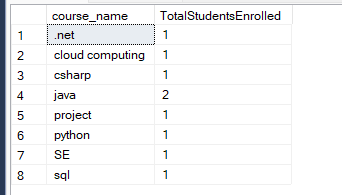 course_name TotalStudentsEnrolled
1 .net 1
2 cloud computing 1
3 csharp 1
4 java 2
5 project 1
6 python 1
7 SE 1
8 sql 1